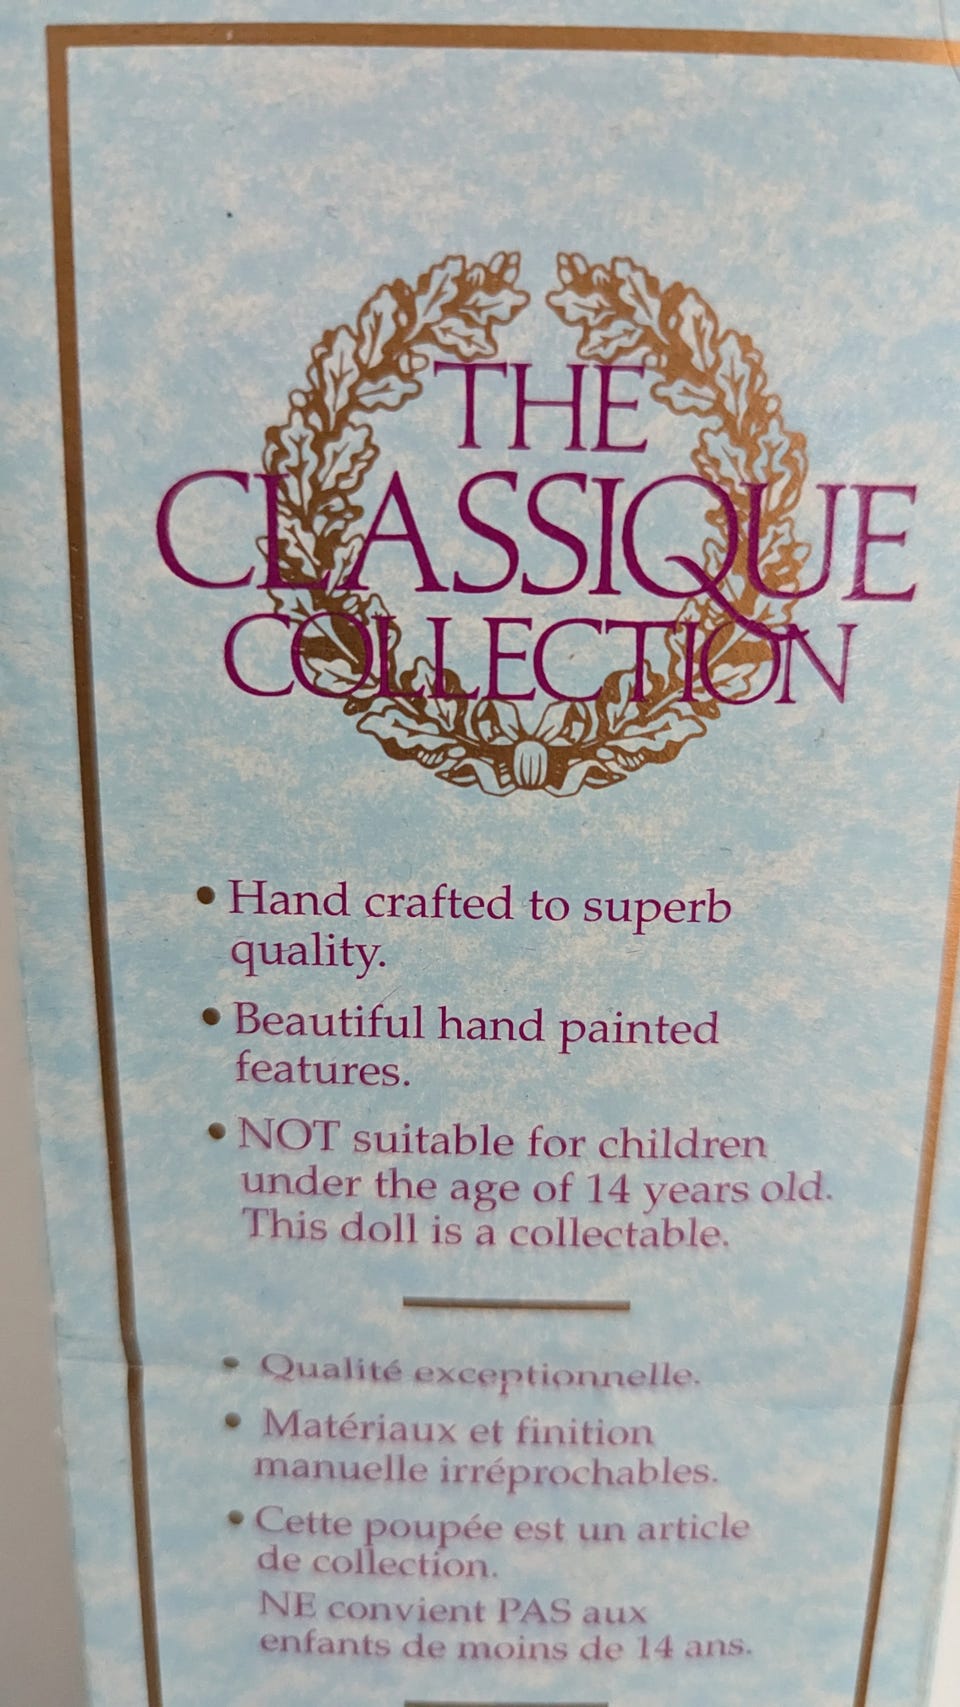 THE
CLASSIQUE
COLLECTION
• Hand crafted to superb
quality.
• Beautiful hand painted
features.
• NOT suitable for children
under the age of 14 years old.
This doll is a collectable.
• Qualité exceptionnelle.
• Matériaux et finition
manuelle irréprochables.
• Cette poupée est un article
de collection.
NE convient PAS aux
enfants de moins de 14 ans.